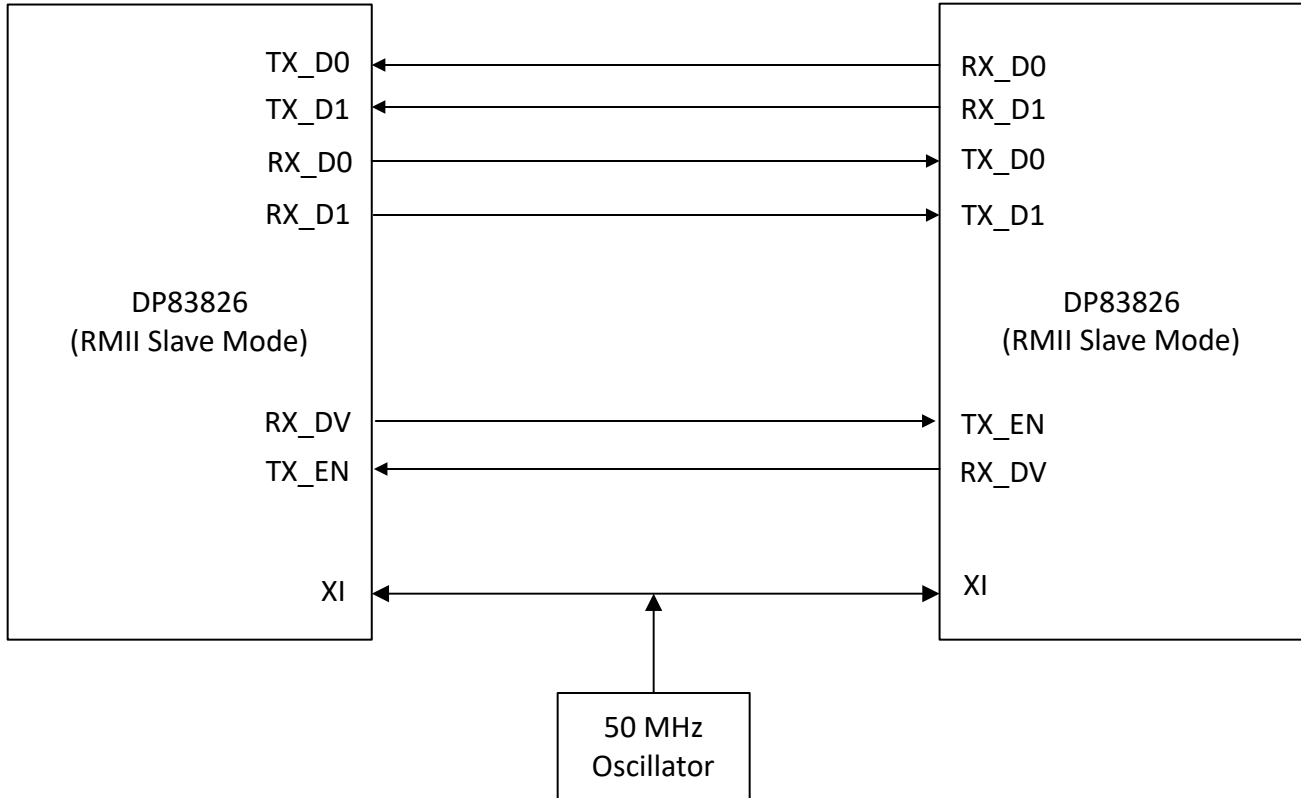 TX_D0
TX_D1
RX_D0
RX_D1
DP83826
(RMII Slave Mode)
RX_DV
TX_EN
XI
RX_D0
RX_D1
TX_D0
TX_D1
DP83826
(RMII Slave Mode)
TX_EN
RX_DV
XI
50 MHz
Oscillator